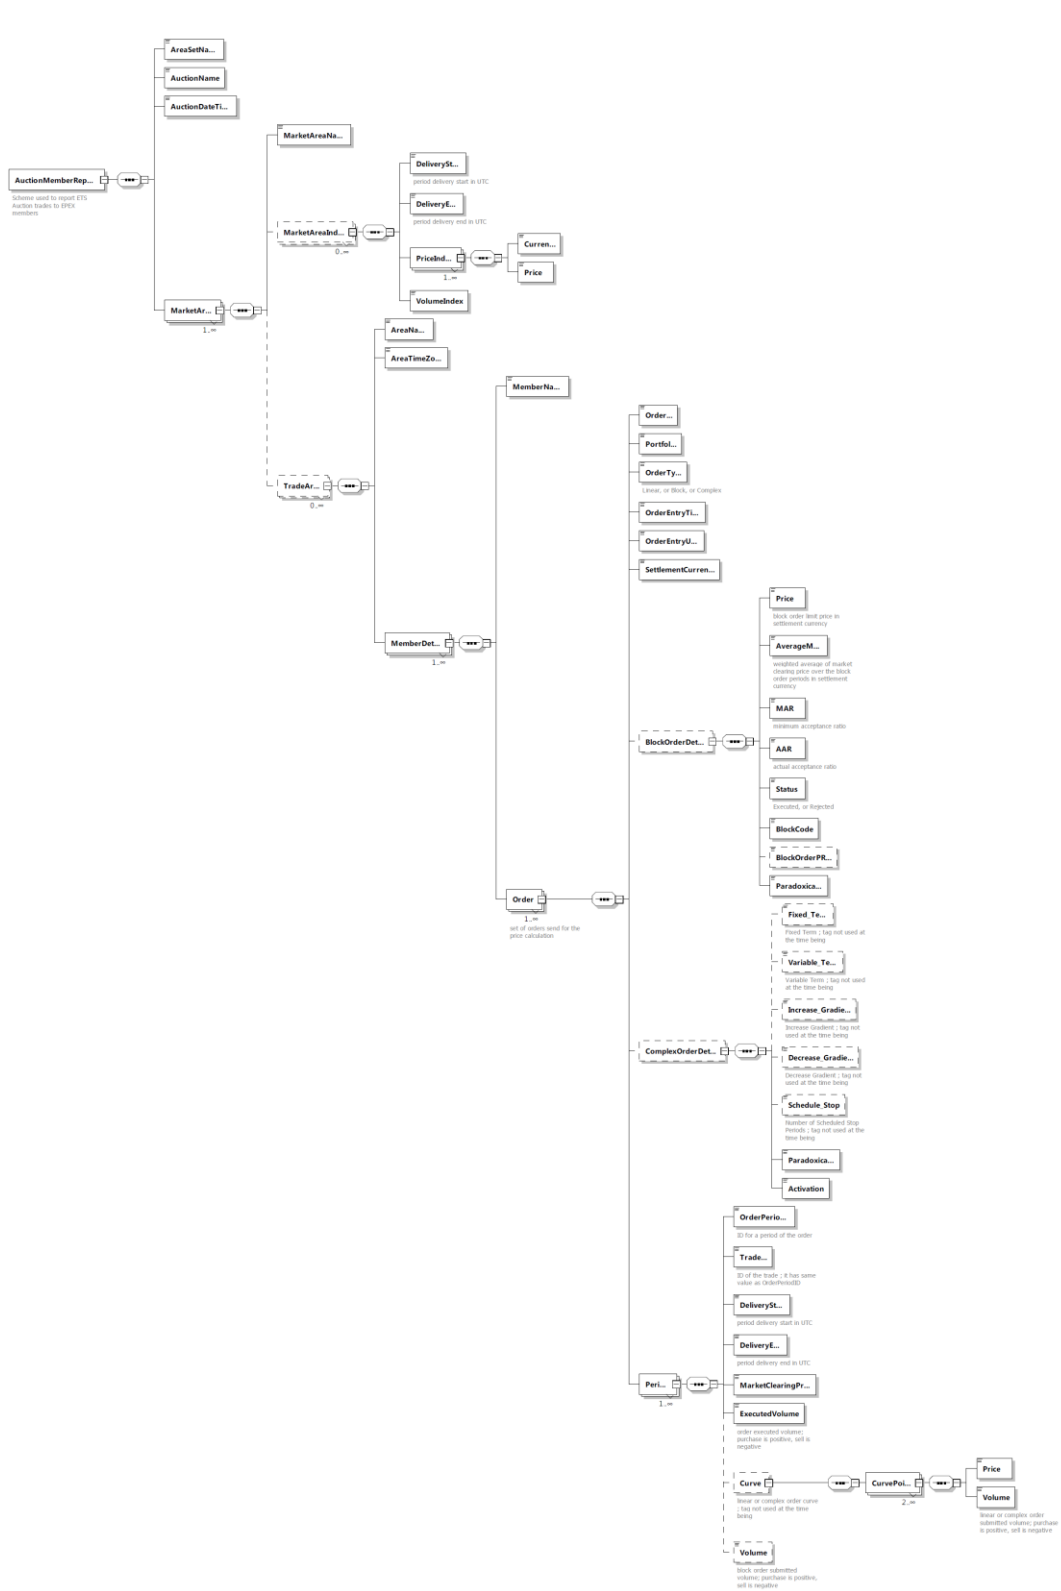 AreaSetNa...
AuctionName
AuctionDateTi...
MarketAreaNa...
DeliverySt...
period delivery start in UTC
AuctionMemberRep...
Scheme used to report ETS
Auction trades to EPEX
members
DeliveryE...
period delivery end in UTC
MarketAreaInd...
0..∞
Curren...
PriceInd...
1..∞
Price
VolumeIndex
MarketAr...
1..∞
AreaNa...
AreaTimeZo...
MemberNa...
Order...
Portfol...
OrderTy...
Linear, or Block, or Complex
TradeAr...
0..∞
OrderEntryTi...
OrderEntryU...
SettlementCurren...
Price
block order limit price in
settlement currency
MemberDet...
1..∞
AverageM...
weighted average of market
clearing price over the block
order periods in settlement
currency
MAR
minimum acceptance ratio
BlockOrderDet...
AAR
actual acceptance ratio
Status
Executed, or Rejected
BlockCode
BlockOrderPR...
Paradoxica...
Order
1..∞
set of orders send for the
price calculation
Fixed_Te...
Fixed Term ; tag not used at
the time being
Variable_Te...
Variable Term ; tag not used
at the time being
Increase_Gradie...
Increase Gradient ; tag not
used at the time being
ComplexOrderDet...
Decrease_Gradie...
Decrease Gradient ; tag not
used at the time being
Schedule_Stop
Number of Scheduled Stop
Periods ; tag not used at the
time being
Paradoxica...
Activation
OrderPerio...
ID for a period of the order
Trade...
ID of the trade ; it has same
value as OrderPeriodID
DeliverySt...
period delivery start in UTC
DeliveryE...
period delivery end in UTC
Peri...
1..∞
MarketClearingPr...
ExecutedVolume
order executed volume;
purchase is positive, sell is
negative
Curve
linear or complex order curve
; tag not used at the time
being
CurvePoi...
2..∞
Price
Volume
linear or complex order
submitted volume; purchase
is positive, sell is negative
Volume
block order submitted
volume; purchase is positive,
sell is negative